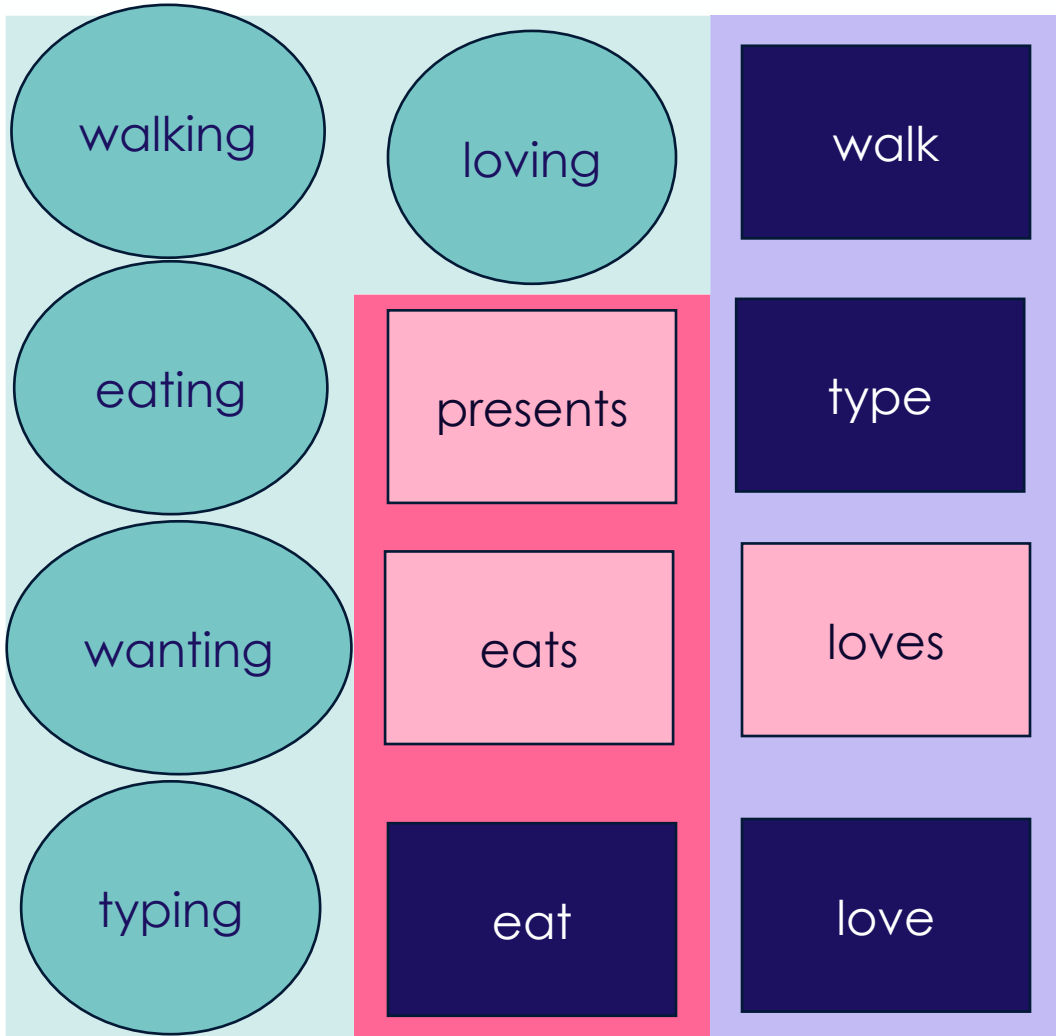 walking
loving
walk
eating
presents
type
wanting
eats
loves
typing
eat
love